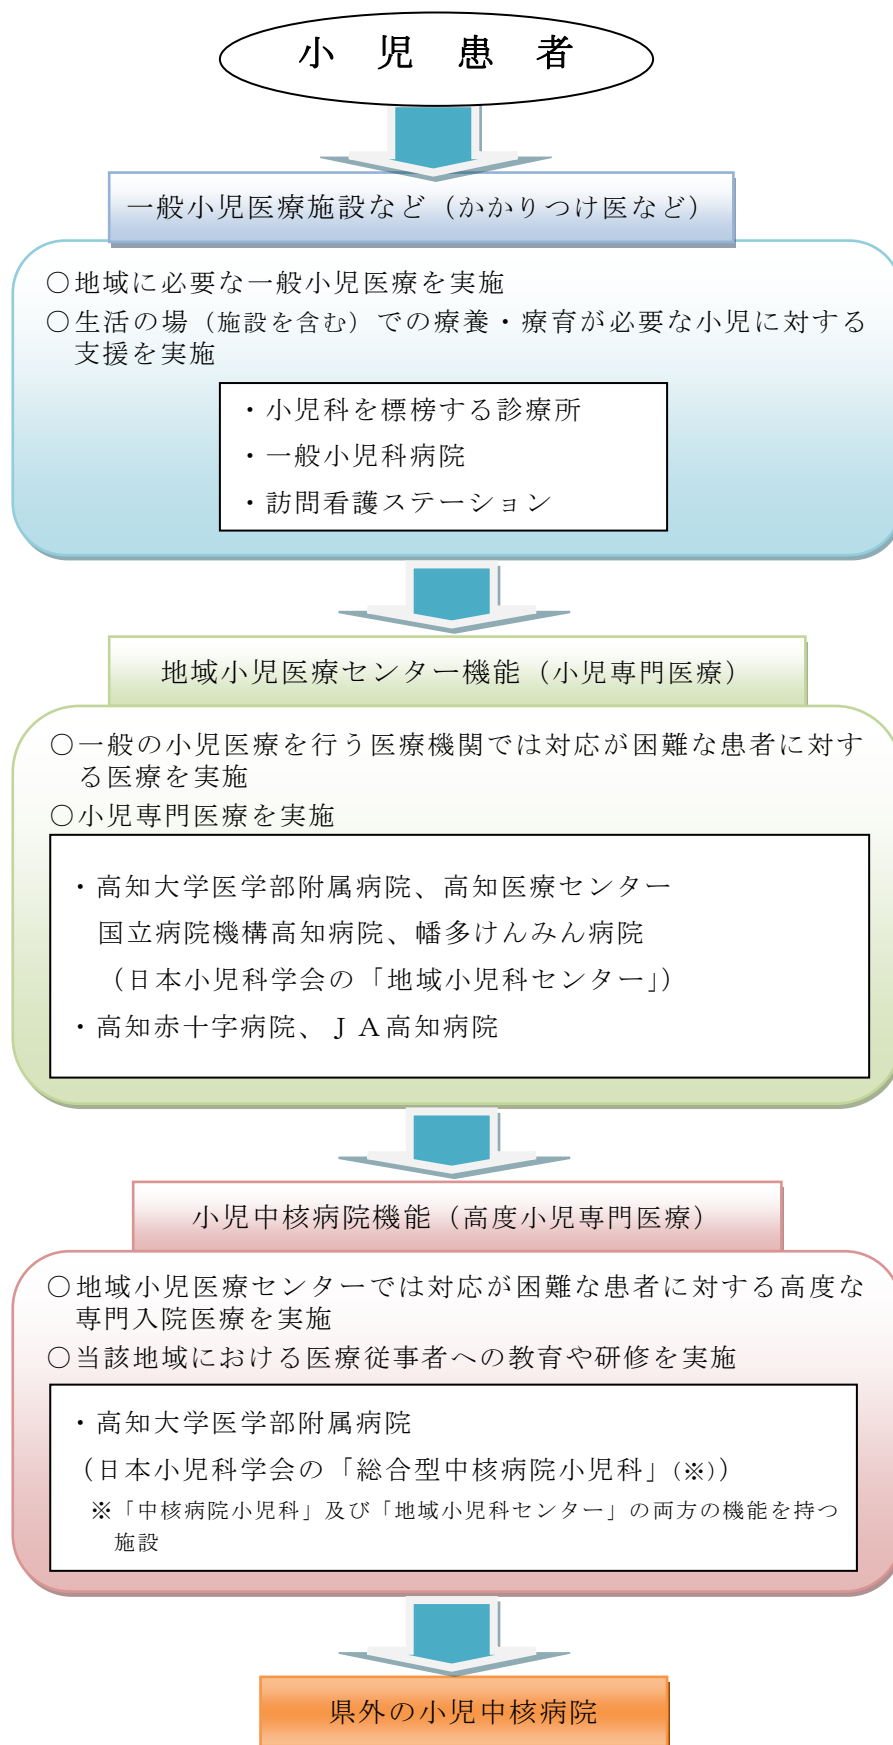 小　児　患　者
一般小児医療施設など（かかりつけ医など）
○地域に必要な一般小児医療を実施
○生活の場（施設を含む）での療養・療育が必要な小児に対する
支援を実施
・小児科を標榜する診療所
・一般小児科病院
・訪問看護ステーション
地域小児医療センター機能（小児専門医療）
○一般の小児医療を行う医療機関では対応が困難な患者に対す
る医療を実施
○小児専門医療を実施
・高知大学医学部附属病院、高知医療センター
国立病院機構高知病院、幡多けんみん病院
（日本小児科学会の「地域小児科センター」）
・高知赤十字病院、ＪＡ高知病院
小児中核病院機能（高度小児専門医療）
○地域小児医療センターでは対応が困難な患者に対する高度な
専門入院医療を実施
○当該地域における医療従事者への教育や研修を実施
・高知大学医学部附属病院
（日本小児科学会の「総合型中核病院小児科」(※)）
※「中核病院小児科」及び「地域小児科センター」の両方の機能を持つ
施設
県外の小児中核病院